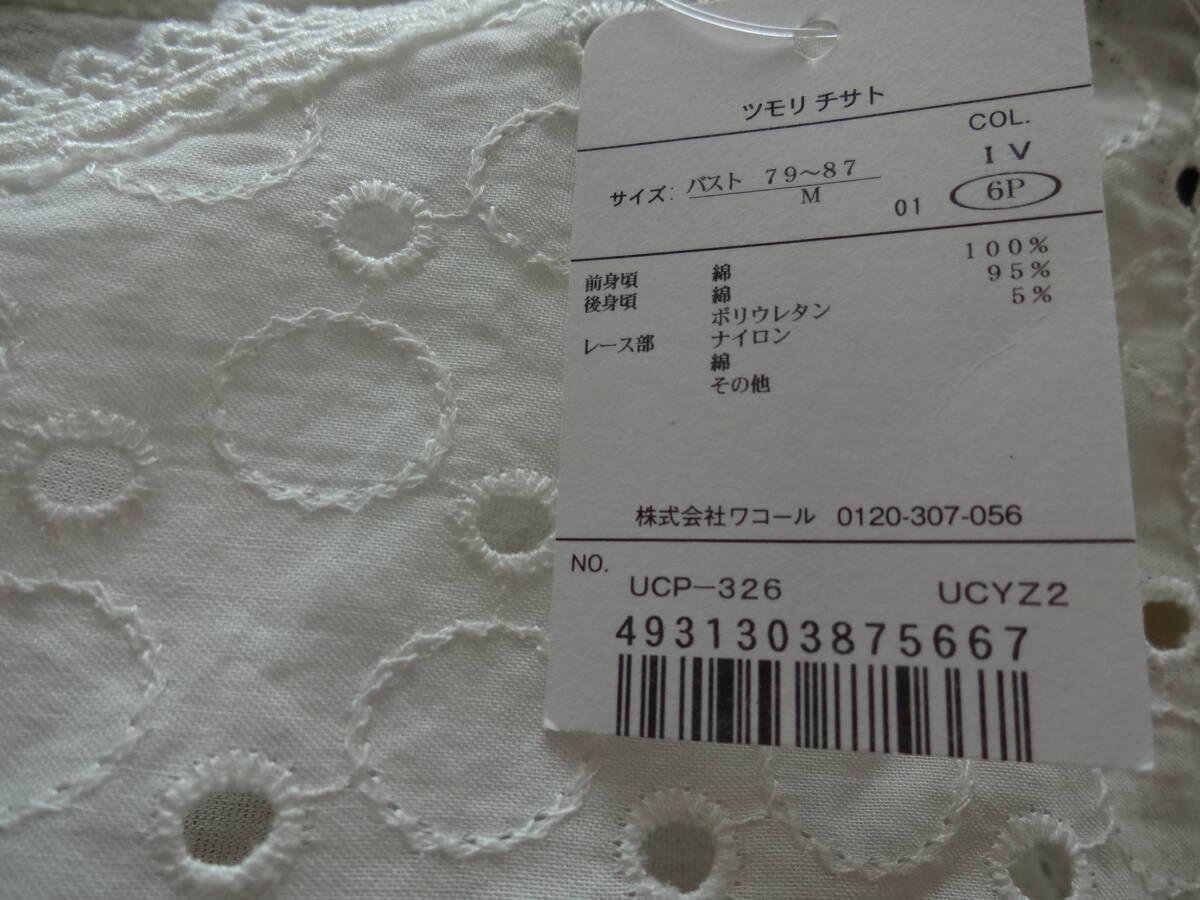 ツモリ チサト
COL.
サイズ: バスト 79～87 IV
M 01 6P
前身頃 綿 100%
後身頃 綿 95%
ポリウレタン 5%
レース部 ナイロン
綿
その他
株式会社ワコール 0120-307-056
NO.
UCP-326 UCYZ2
4931303875667